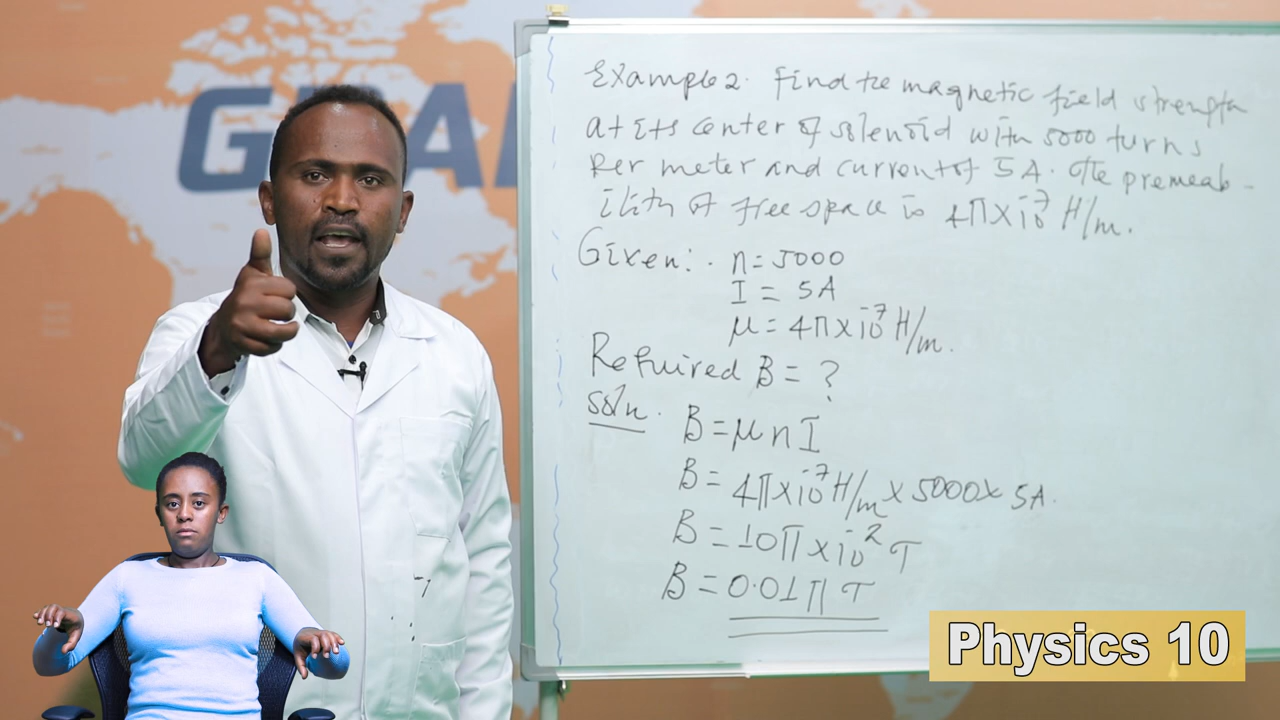 GRA
Example 2. Find the magnetic field strength
at its center of solenoid with 5000 turns
Per meter and current of 5A. The premeab-
ility of free space is 4π×10⁻⁷ H/m.
Given: n=5000
I = 5A
μ = 4π×10⁻⁷ H/m.
Required B = ?
Soln. B=μnI
B= 4π×10⁻⁷ H/m × 5000× 5A.
B = 10π×10⁻² T
B = 0.01π T
Physics 10